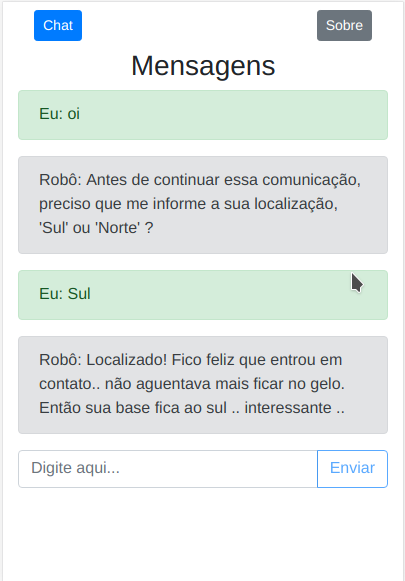 Chat
Sobre
Mensagens
Eu: oi
Robô: Antes de continuar essa comunicação,
preciso que me informe a sua localização,
'Sul' ou 'Norte' ?
Eu: Sul
Robô: Localizado! Fico feliz que entrou em
contato.. não aguentava mais ficar no gelo.
Então sua base fica ao sul .. interessante ..
Digite aqui...
Enviar